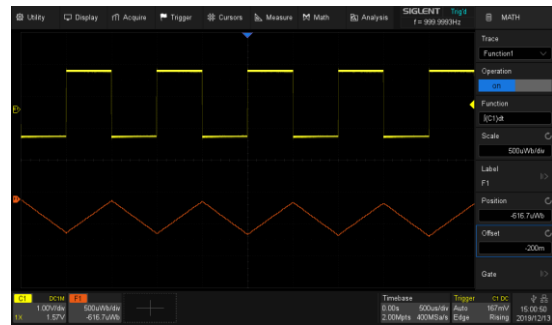 Utility Display Acquire Trigger Cursors Measure Math Analysis SIGLENT Trig'd
f = 999.9993Hz
MATH
Trace
Function1
Operation
on
Function
∫(C1)dt
Scale
500uWb/div
Label
F1
Position
-616.7uWb
Offset
-200m
Gate
C1 DC1M
1.00V/div
1X 1.57V
F1
500uWb/div
-616.7uWb
Timebase
0.00s 500us/div
2.00Mpts 400MSa/s
Trigger C1 DC
Auto 167mV
Edge Rising
15:00:50
2019/12/13